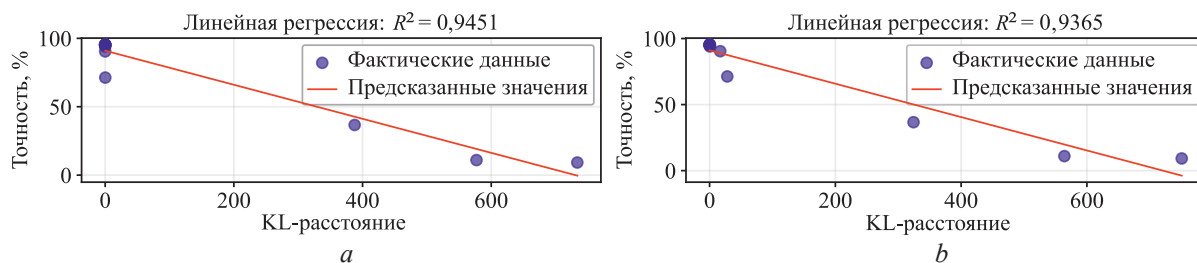 Линейная регрессия: R² = 0,9451
100
50
0
Точность, %
Фактические данные
Предсказанные значения
0 200 400 600
KL-расстояние
a
Линейная регрессия: R² = 0,9365
100
50
0
Точность, %
Фактические данные
Предсказанные значения
0 200 400 600
KL-расстояние
b